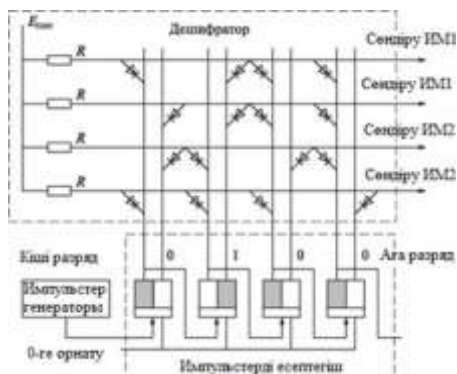 Дешифратор
R
Сөндіру ИМ1
R
Сөндіру ИМ1
R
Сөндіру ИМ2
R
Сөндіру ИМ2
Кіші разряд
0
1
0
0
Аға разряд
Импульстер
генераторы
0-ге орнату
Импульстерді есептегіш